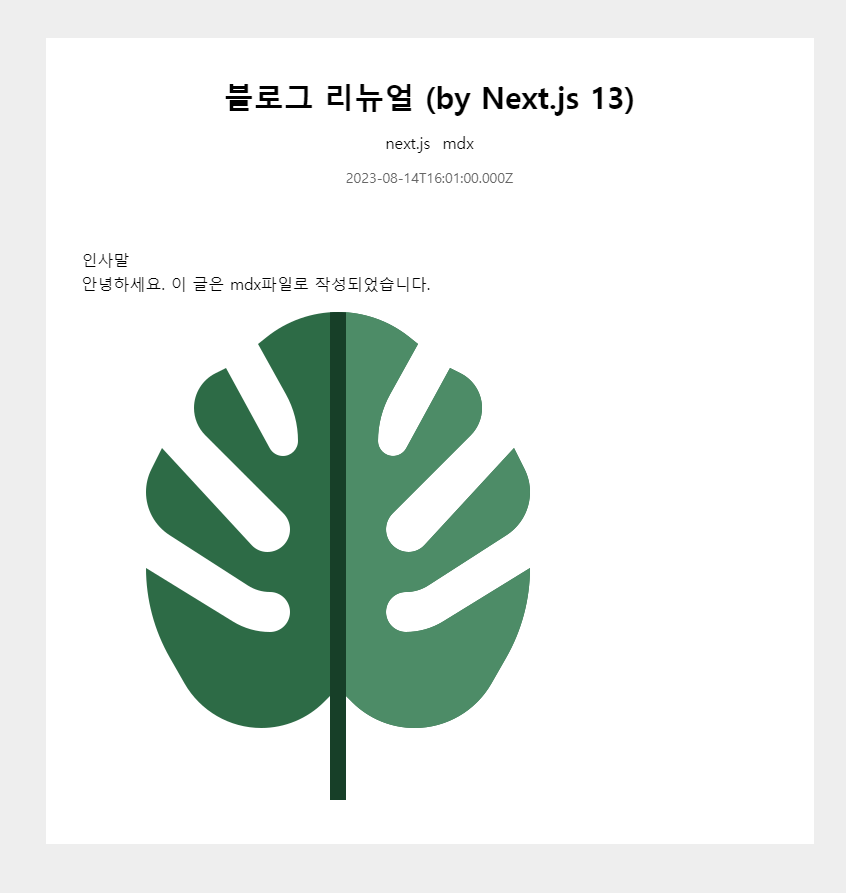 블로그 리뉴얼 (by Next.js 13)
next.js mdx
2023-08-14T16:01:00.000Z
인사말
안녕하세요. 이 글은 mdx파일로 작성되었습니다.